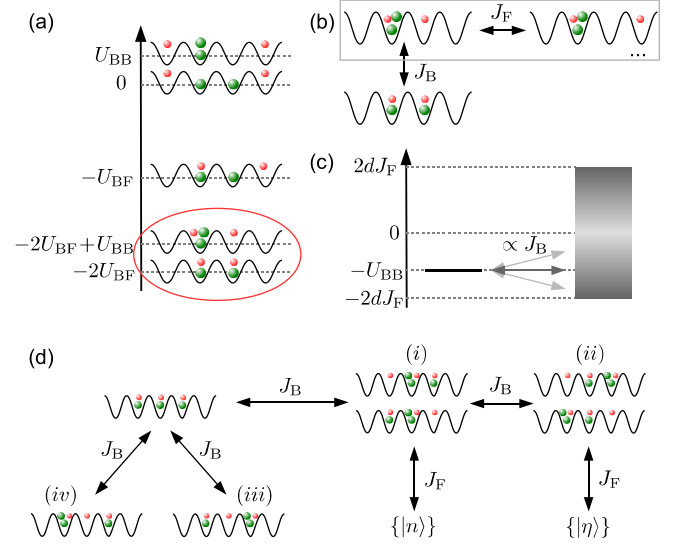 (a)
U_BB
0
−U_BF
−2U_BF+U_BB
−2U_BF
(b)
J_F
...
J_B
(c)
2dJ_F
0
∝ J_B
−U_BB
−2dJ_F
(d)
(i)
(ii)
J_B
J_B
J_B
J_B
(iv)
(iii)
J_F
J_F
{|n⟩}
{|η⟩}